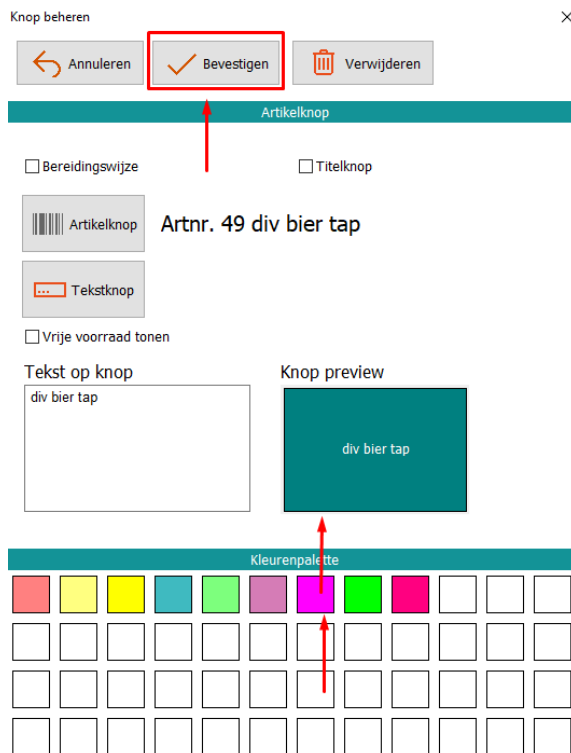 Knop beheren
Annuleren
Bevestigen
Verwijderen
Artikelknop
Bereidingswijze
Titelknop
Artikelknop
Artnr. 49 div bier tap
... Tekstknop
Vrije voorraad tonen
Tekst op knop
Knop preview
div bier tap
div bier tap
Kleurenpalette